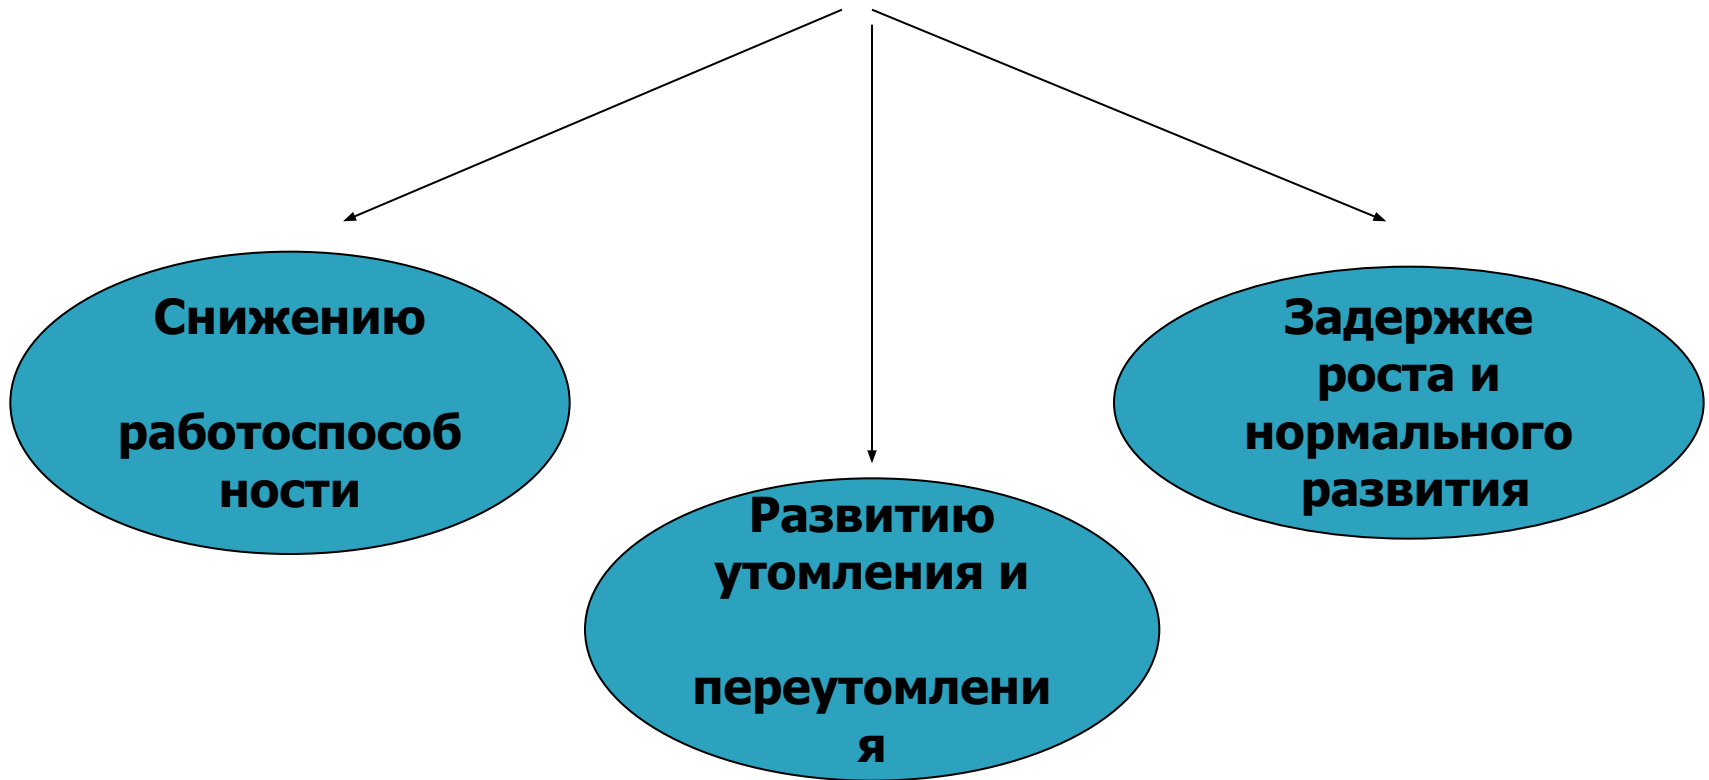 Снижению
работоспособ
ности
Развитию
утомления и
переутомлени
я
Задержке
роста и
нормального
развития